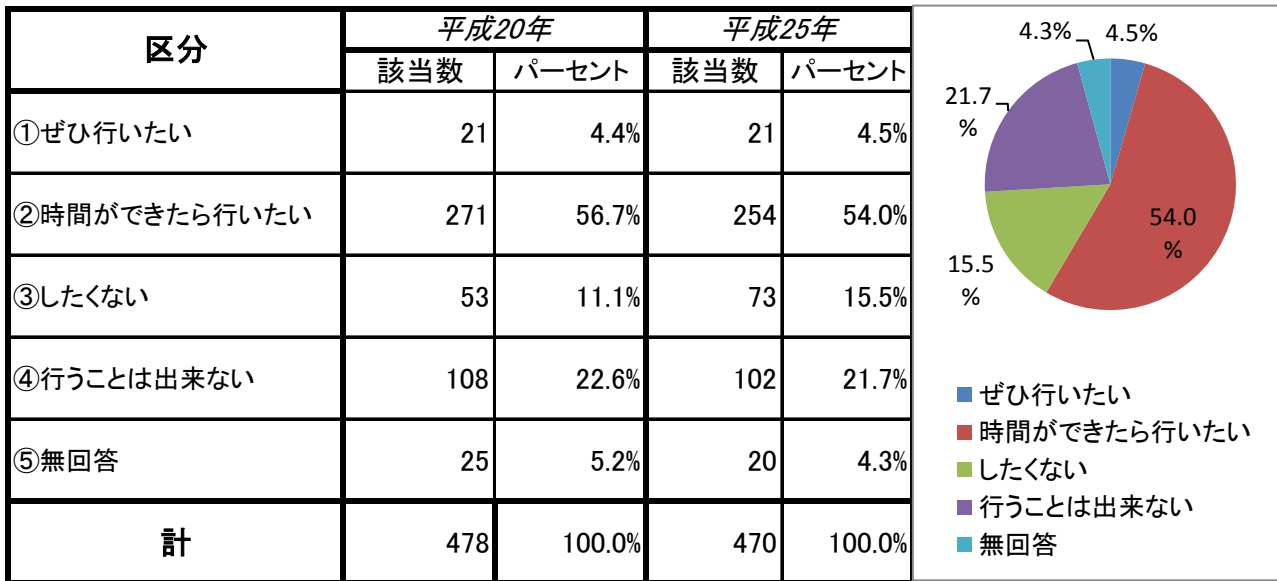 区分 平成20年 平成25年
該当数 パーセント 該当数 パーセント
①ぜひ行いたい 21 4.4% 21 4.5%
②時間ができたら行いたい 271 56.7% 254 54.0%
③したくない 53 11.1% 73 15.5%
④行うことは出来ない 108 22.6% 102 21.7%
⑤無回答 25 5.2% 20 4.3%
計 478 100.0% 470 100.0%
4.3% 4.5%
21.7
%
54.0
%
15.5
%
ぜひ行いたい
時間ができたら行いたい
したくない
行うことは出来ない
無回答